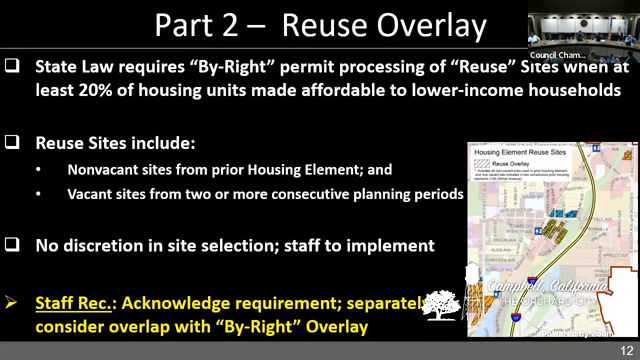 Part 2 – Reuse Overlay
Council Cham...
❑ State Law requires “By-Right” permit processing of “Reuse” Sites when at
least 20% of housing units made affordable to lower-income households
❑ Reuse Sites include:
• Nonvacant sites from prior Housing Element; and
• Vacant sites from two or more consecutive planning periods
❑ No discretion in site selection; staff to implement
➢ Staff Rec.: Acknowledge requirement; separately
consider overlap with “By-Right” Overlay
Housing Element Reuse Sites
Reuse Overlay
17
Campbell, California
THE ORCHARD CITY
Powered by Zoom
12